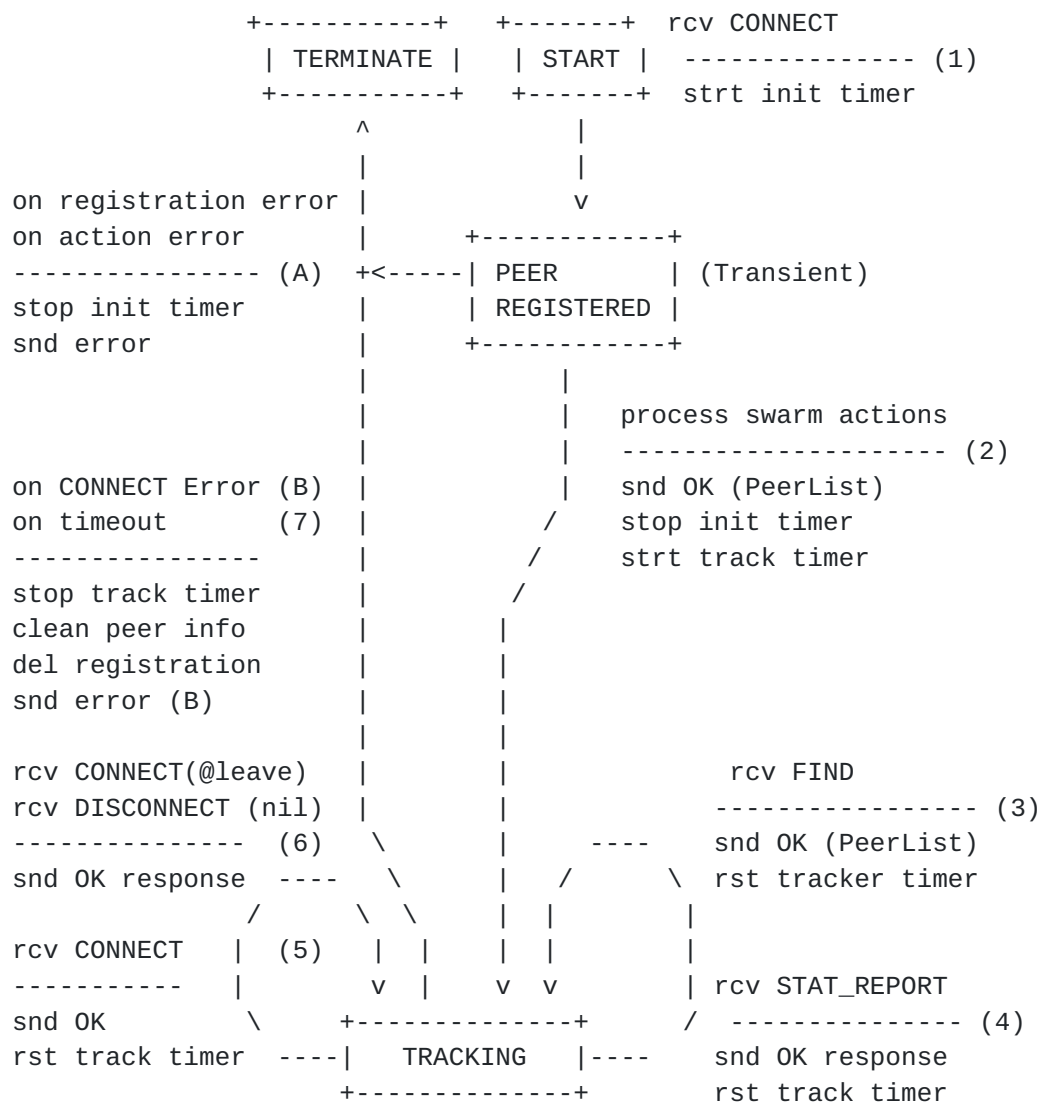 +-----------+   +-------+  rcv CONNECT
                 | TERMINATE |   | START |  --------------- (1)
                 +-----------+   +-------+  strt init timer
                       ^              |
                       |              |
on registration error |              v
on action error        |       +------------+
---------------- (A)  +<-----| PEER       | (Transient)
stop init timer        |       | REGISTERED |
snd error              |       +------------+
                       |            |
                       |            |   process swarm actions
                       |            |   --------------------- (2)
on CONNECT Error (B)  |            |   snd OK (PeerList)
on timeout       (7)  |           /    stop init timer
----------------       |          /     strt track timer
stop track timer       |         /
clean peer info        |        |
del registration       |        |
snd error (B)          |        |
                       |        |
rcv CONNECT(@leave)   |        |              rcv FIND
rcv DISCONNECT (nil)  |        |             ----------------- (3)
---------------  (6)   \       |     ----    snd OK (PeerList)
snd OK response  ----   \      |   /      \  rst tracker timer
               /      \  \     |  |        |
rcv CONNECT   |  (5)   |  |    |  |        |
-----------   |        v  |    v  v        | rcv STAT_REPORT
snd OK         \     +--------------+      /  --------------- (4)
rst track timer  ----|   TRACKING   |----    snd OK response
                     +--------------+        rst track timer